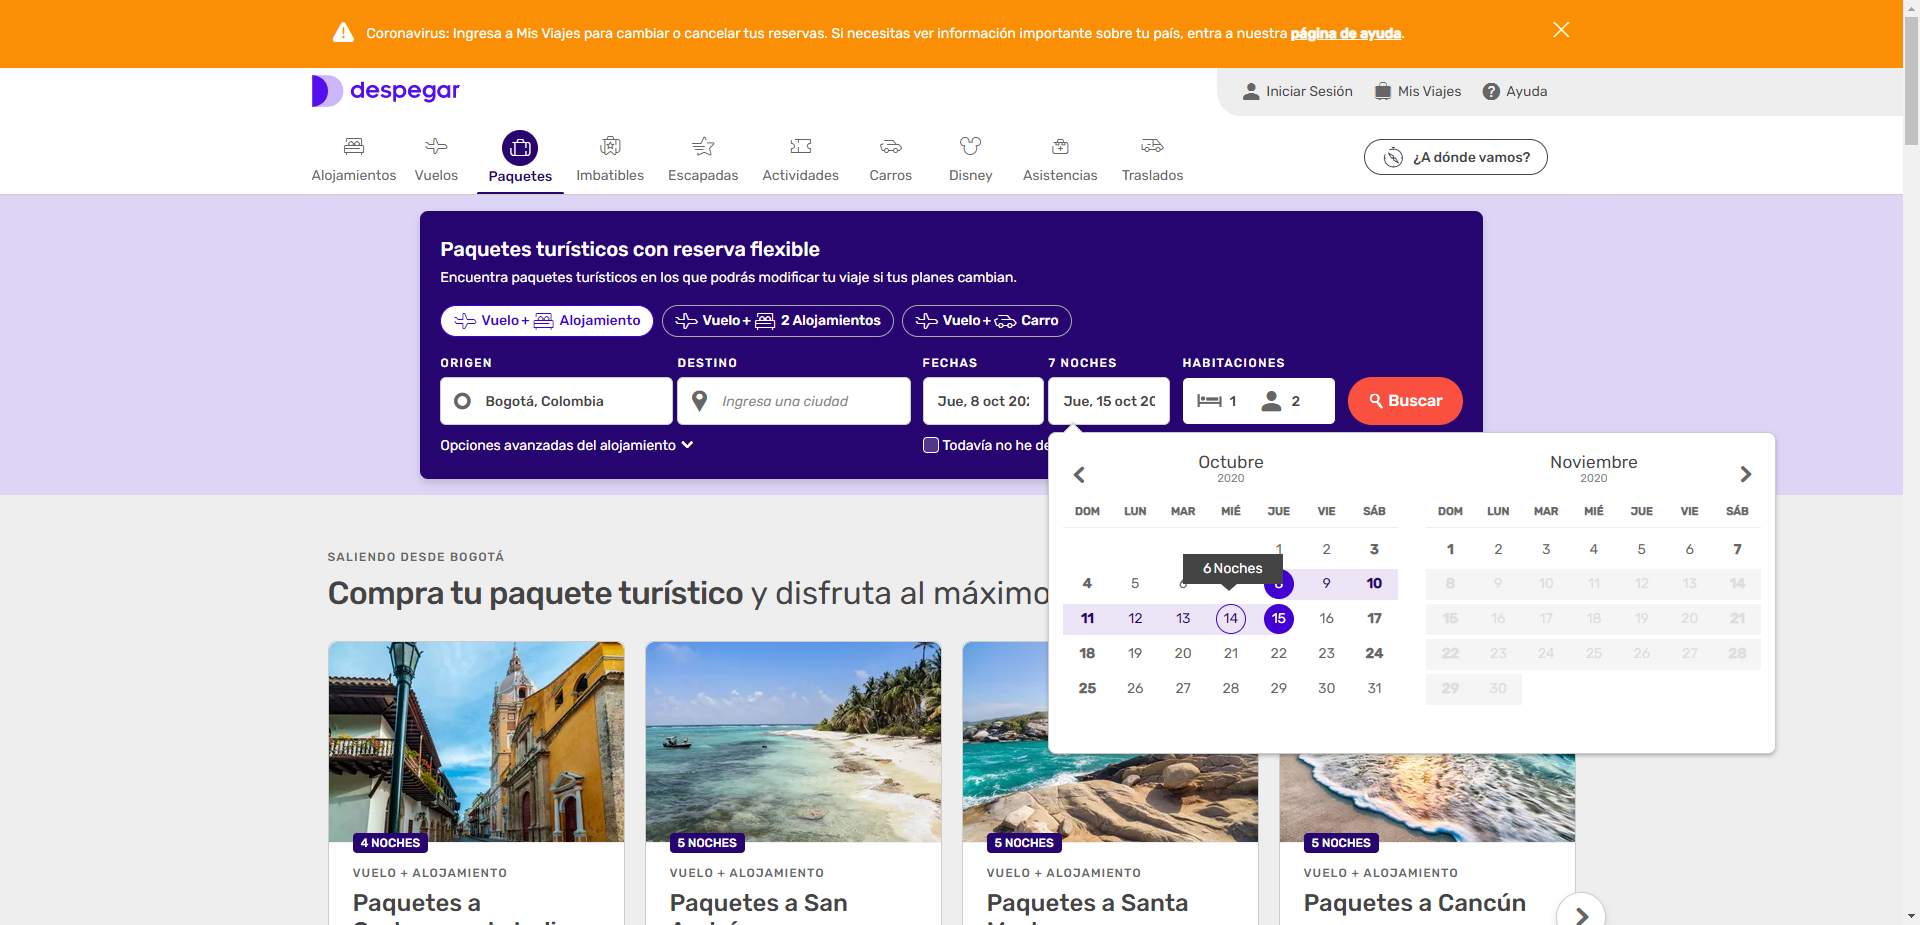 Coronavirus: Ingresa a Mis Viajes para cambiar o cancelar tus reservas. Si necesitas ver información importante sobre tu país, entra a nuestra página de ayuda.
despegar
Iniciar Sesión
Mis Viajes
Ayuda
Alojamientos
Vuelos
Paquetes
Imbatibles
Escapadas
Actividades
Carros
Disney
Asistencias
Traslados
¿A dónde vamos?
Paquetes turísticos con reserva flexible
Encuentra paquetes turísticos en los que podrás modificar tu viaje si tus planes cambian.
Vuelo + Alojamiento
Vuelo + 2 Alojamientos
Vuelo + Carro
ORIGEN
DESTINO
FECHAS
7 NOCHES
HABITACIONES
Bogotá, Colombia
Ingresa una ciudad
Jue, 8 oct 202
Jue, 15 oct 20
1
2
Buscar
Opciones avanzadas del alojamiento
Todavía no he de
Octubre
2020
DOM LUN MAR MIÉ JUE VIE SÁB
1 2 3
4 5 6 8 9 10
6 Noches
11 12 13 14 15 16 17
18 19 20 21 22 23 24
25 26 27 28 29 30 31
Noviembre
2020
DOM LUN MAR MIÉ JUE VIE SÁB
1 2 3 4 5 6 7
8 9 10 11 12 13 14
15 16 17 18 19 20 21
22 23 24 25 26 27 28
29 30
SALIENDO DESDE BOGOTÁ
Compra tu paquete turístico y disfruta al máximo
4 NOCHES
VUELO + ALOJAMIENTO
Paquetes a
5 NOCHES
VUELO + ALOJAMIENTO
Paquetes a San
5 NOCHES
VUELO + ALOJAMIENTO
Paquetes a Santa
5 NOCHES
VUELO + ALOJAMIENTO
Paquetes a Cancún